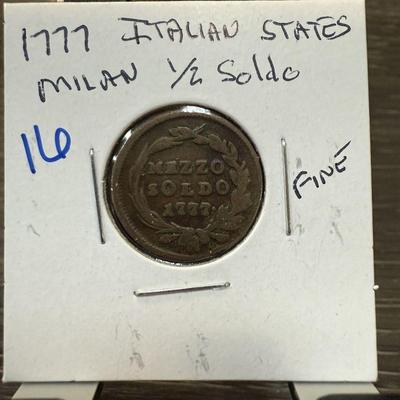 1777 ITALIAN STATES
MILAN 1/2 Soldo
16
FINE
MEZZO
SOLDO
1777